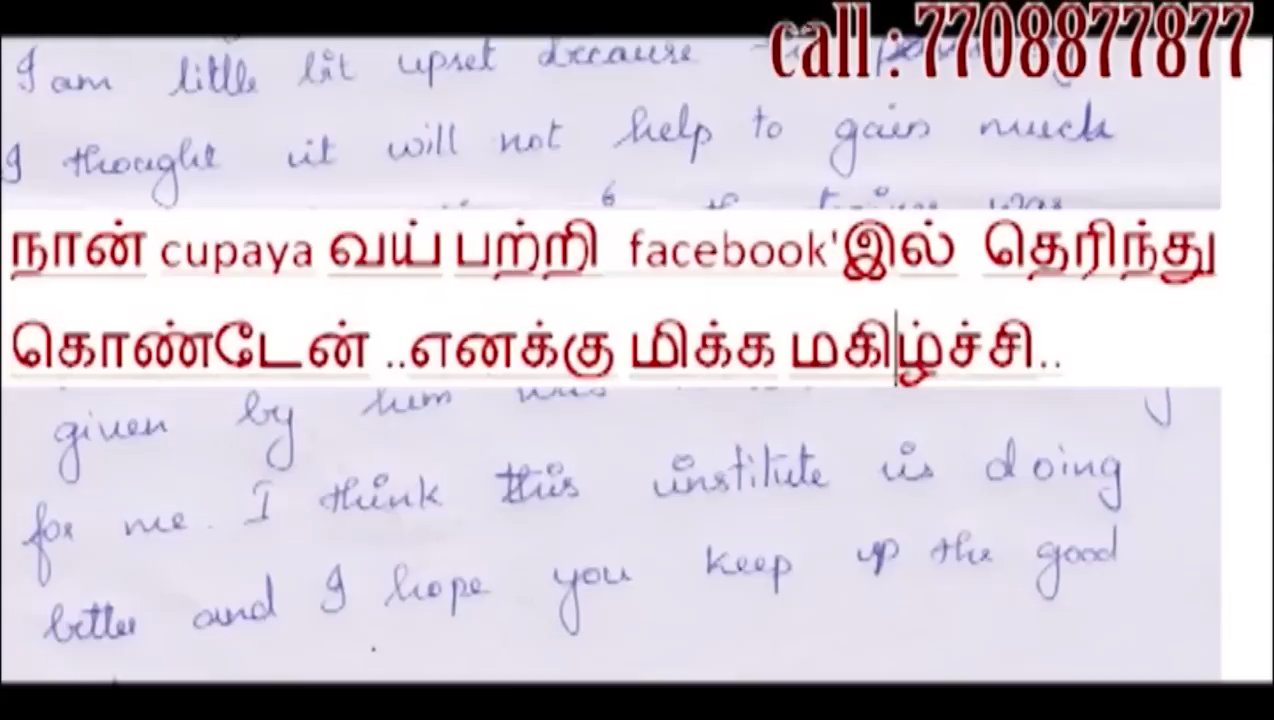 call : 7708877877
I am little bit upset because
I thought it will not help to gain much
நான் cupaya வய் பற்றி facebook'இல் தெரிந்து
கொண்டேன் ..எனக்கு மிக்க மகிழ்ச்சி..
given by him was
for me. I think this institute is doing
better and I hope you keep up the good